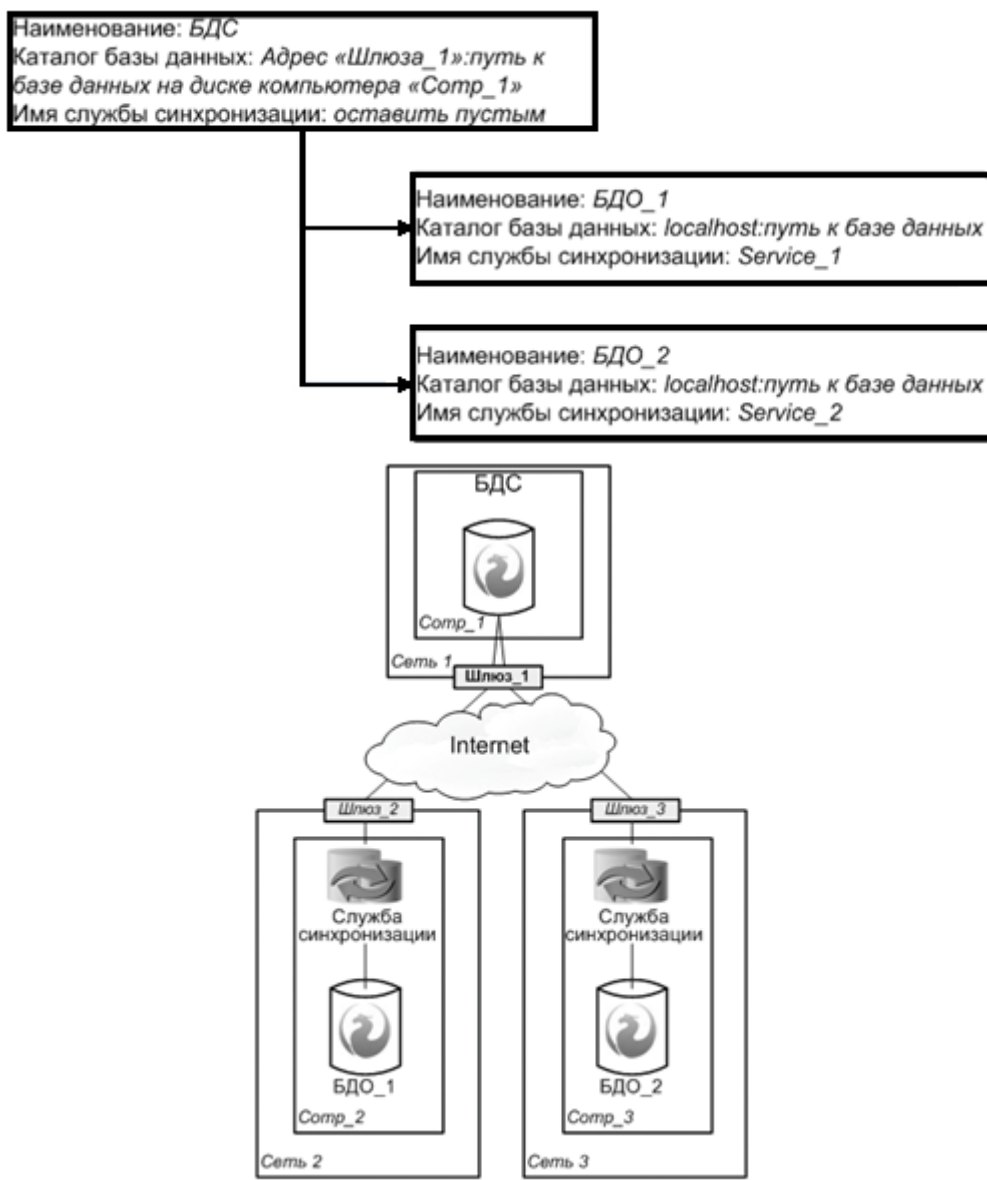 Наименование: БДС
Каталог базы данных: Адрес «Шлюза_1»:путь к
базе данных на диске компьютера «Comp_1»
Имя службы синхронизации: оставить пустым
Наименование: БДО_1
Каталог базы данных: localhost:путь к базе данных
Имя службы синхронизации: Service_1
Наименование: БДО_2
Каталог базы данных: localhost:путь к базе данных
Имя службы синхронизации: Service_2
БДС
Comp_1
Сеть 1
Шлюз_1
Internet
Шлюз_2
Служба
синхронизации
БДО_1
Comp_2
Сеть 2
Шлюз_3
Служба
синхронизации
БДО_2
Comp_3
Сеть 3